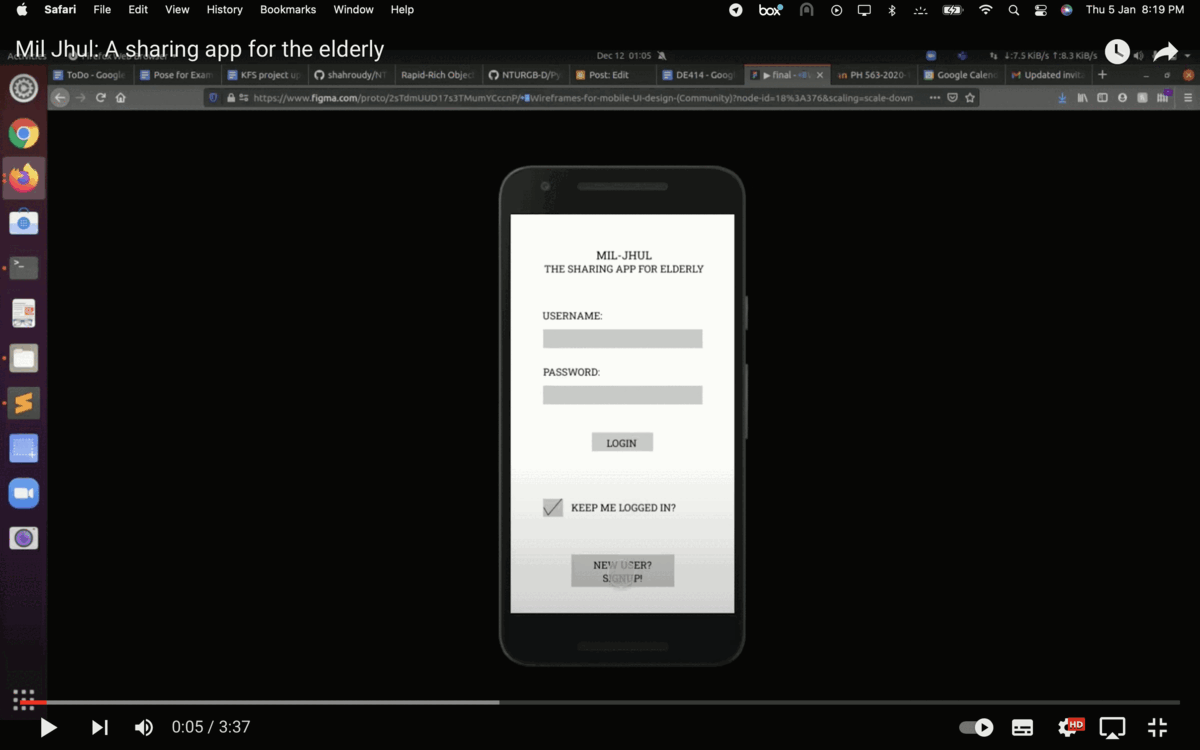 Safari File Edit View History Bookmarks Window Help box Thu 5 Jan 8:19 PM
Mil Jhul: A sharing app for the elderly
Dec 12 01:05 ↓:7.5 KiB/s ↑:8.3 KiB/s
ToDo - Google Pose for Exam KFS project up shahroudy/NT Rapid-Rich Object NTURGB-D/Py Post: Edit DE414 - Goog final - PH 563-2020- Google Calend Updated invit
https://www.figma.com/proto/2sTdmUUD17s3TMumYCccnP/ Wireframes-for-mobile-UI-design-(Community)?node-id=18%3A376&scaling=scale-down
MIL-JHUL
THE SHARING APP FOR ELDERLY
USERNAME:
PASSWORD:
LOGIN
KEEP ME LOGGED IN?
NEW USER?
SIGNUP!
0:05 / 3:37
HD